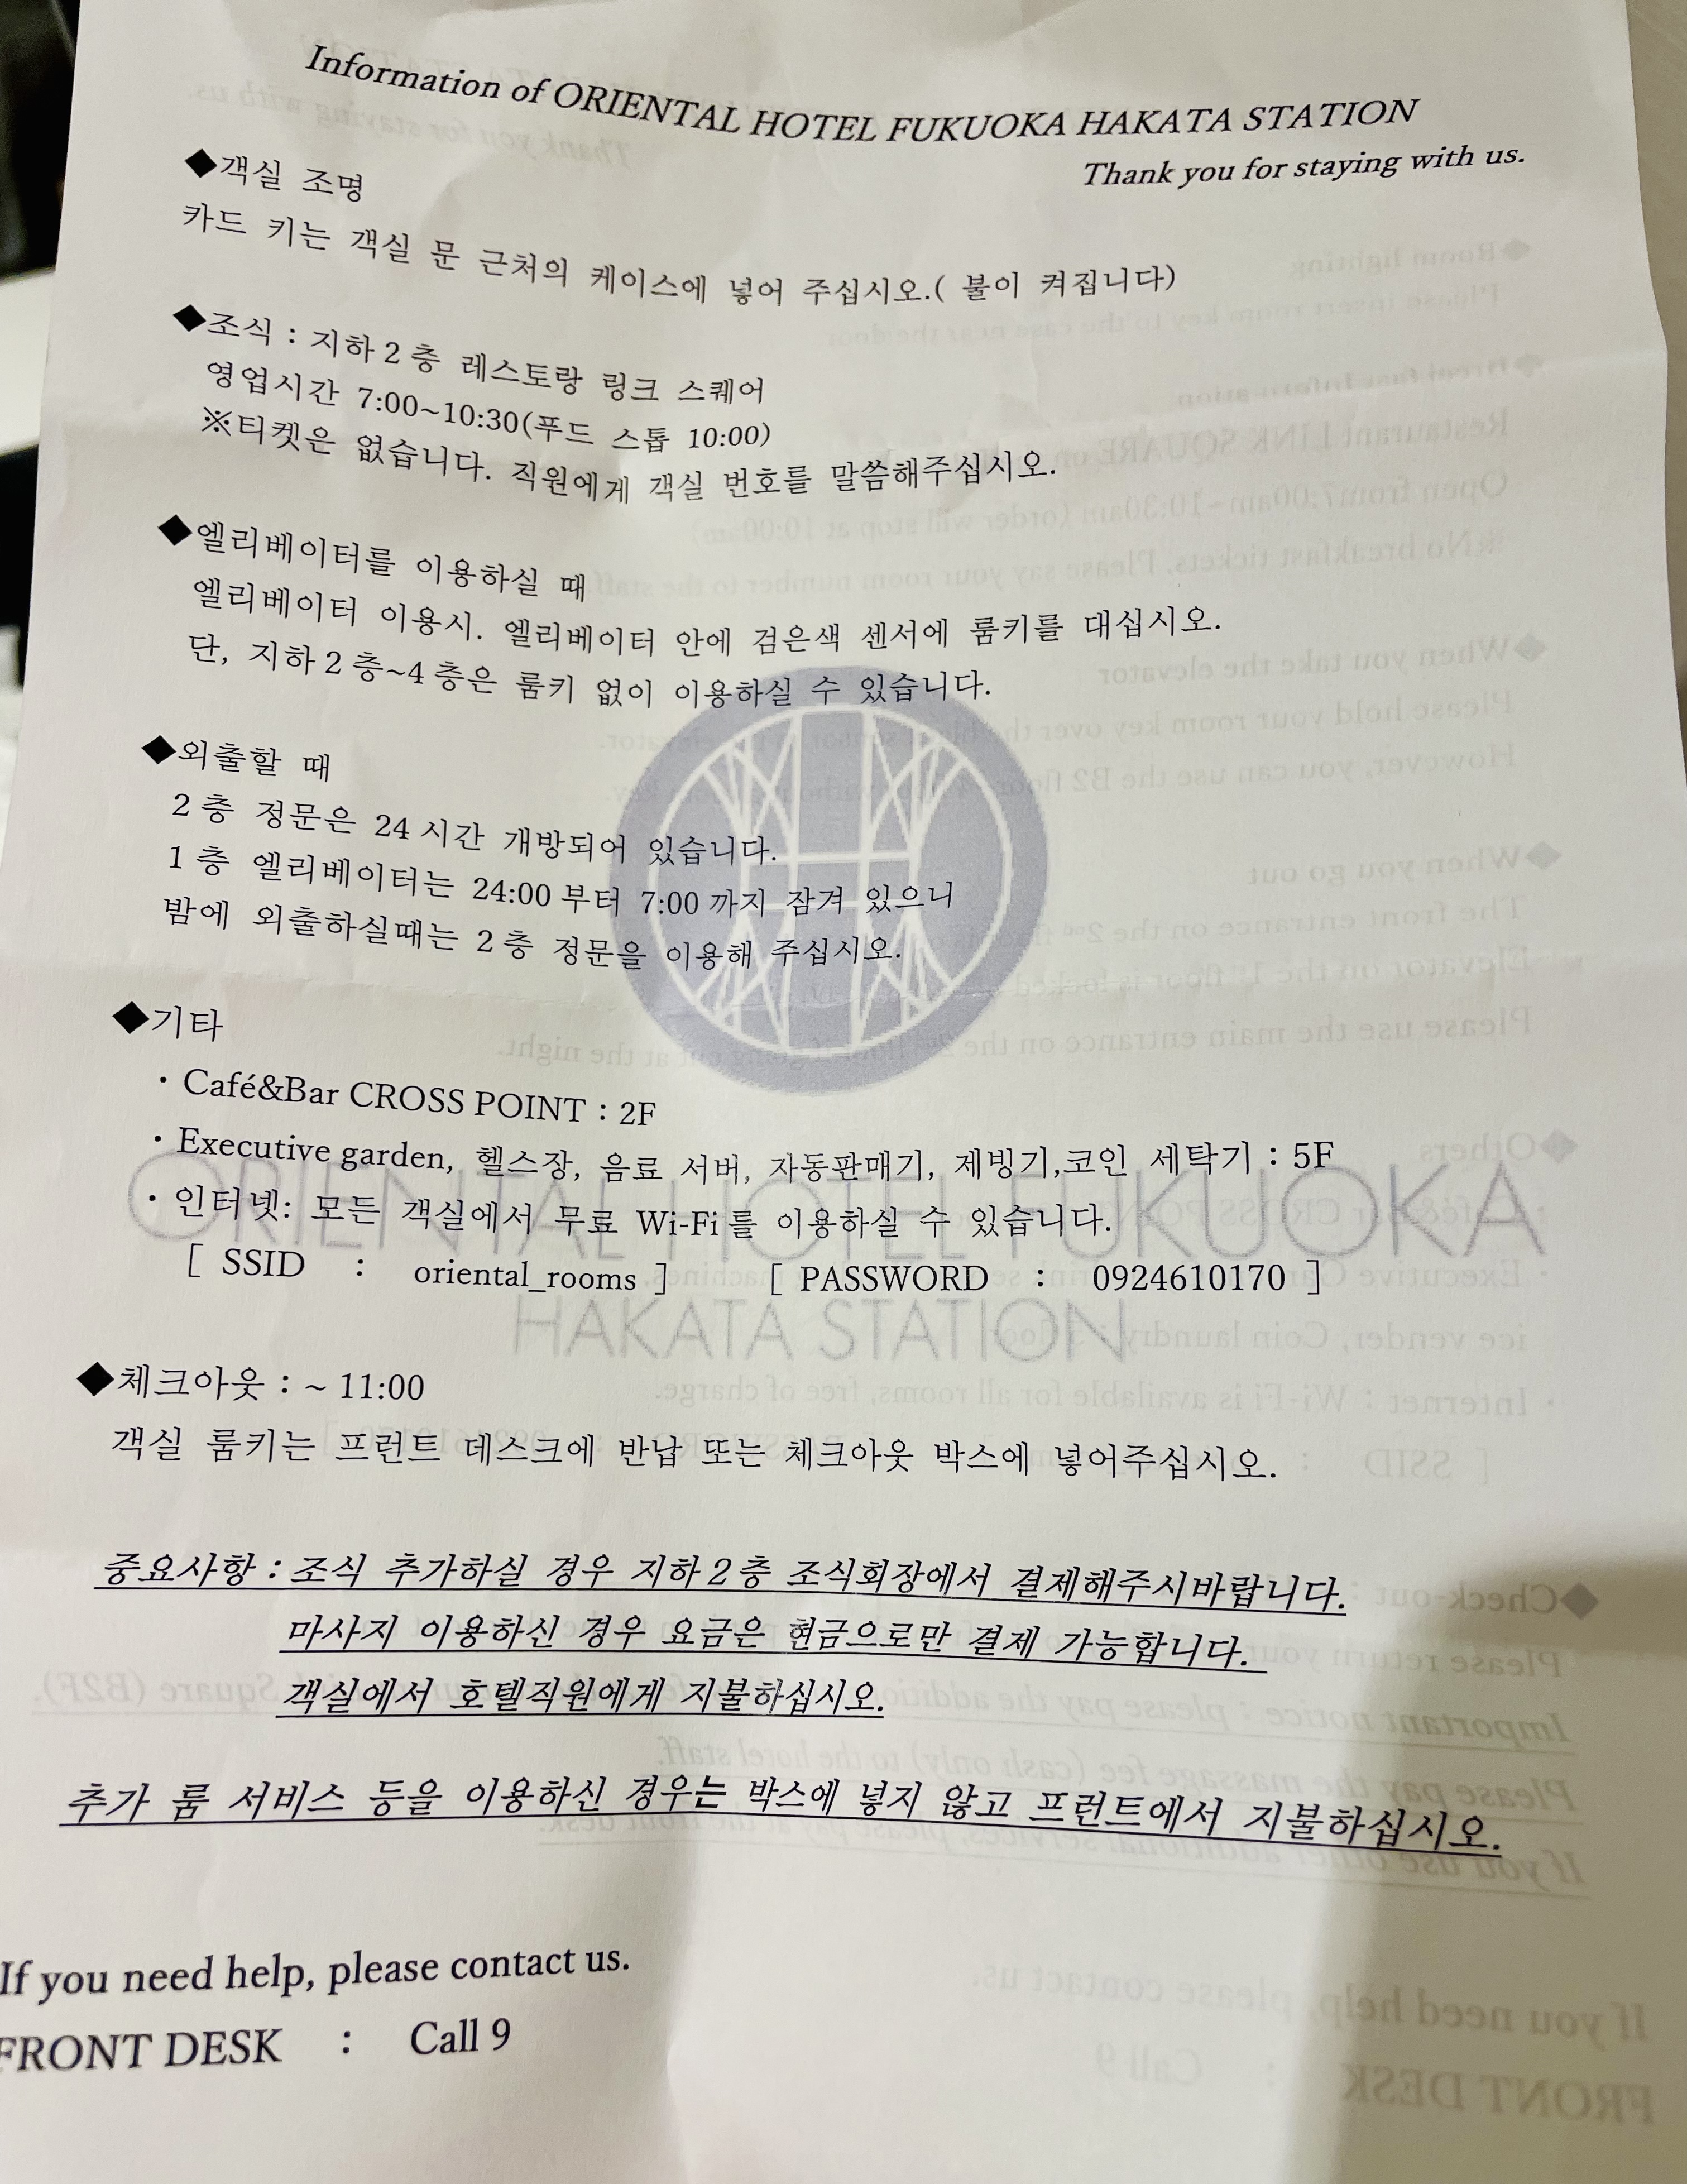 Information of ORIENTAL HOTEL FUKUOKA HAKATA STATION
Thank you for staying with us.
◆객실 조명
카드 키는 객실 문 근처의 케이스에 넣어 주십시오.( 불이 켜집니다)
◆조식 : 지하 2 층 레스토랑 링크 스퀘어
영업시간 7:00~10:30(푸드 스톱 10:00)
※티켓은 없습니다. 직원에게 객실 번호를 말씀해주십시오.
◆엘리베이터를 이용하실 때
엘리베이터 이용시. 엘리베이터 안에 검은색 센서에 룸키를 대십시오.
단, 지하 2 층~4 층은 룸키 없이 이용하실 수 있습니다.
◆외출할 때
2 층 정문은 24 시간 개방되어 있습니다.
1 층 엘리베이터는 24:00 부터 7:00 까지 잠겨 있으니
밤에 외출하실때는 2 층 정문을 이용해 주십시오.
◆기타
・Café&Bar CROSS POINT : 2F
・Executive garden, 헬스장, 음료 서버, 자동판매기, 제빙기,코인 세탁기 : 5F
・인터넷: 모든 객실에서 무료 Wi-Fi 를 이용하실 수 있습니다.
ORIENTAL HOTEL FUKUOKA
[ SSID : oriental_rooms ] [ PASSWORD : 0924610170 ]
HAKATA STATION
◆체크아웃 : ~ 11:00
객실 룸키는 프런트 데스크에 반납 또는 체크아웃 박스에 넣어주십시오.
중요사항 : 조식 추가하실 경우 지하 2 층 조식회장에서 결제해주시바랍니다.
마사지 이용하신 경우 요금은 현금으로만 결제 가능합니다.
객실에서 호텔직원에게 지불하십시오.
추가 룸 서비스 등을 이용하신 경우는 박스에 넣지 않고 프런트에서 지불하십시오.
If you need help, please contact us.
FRONT DESK : Call 9